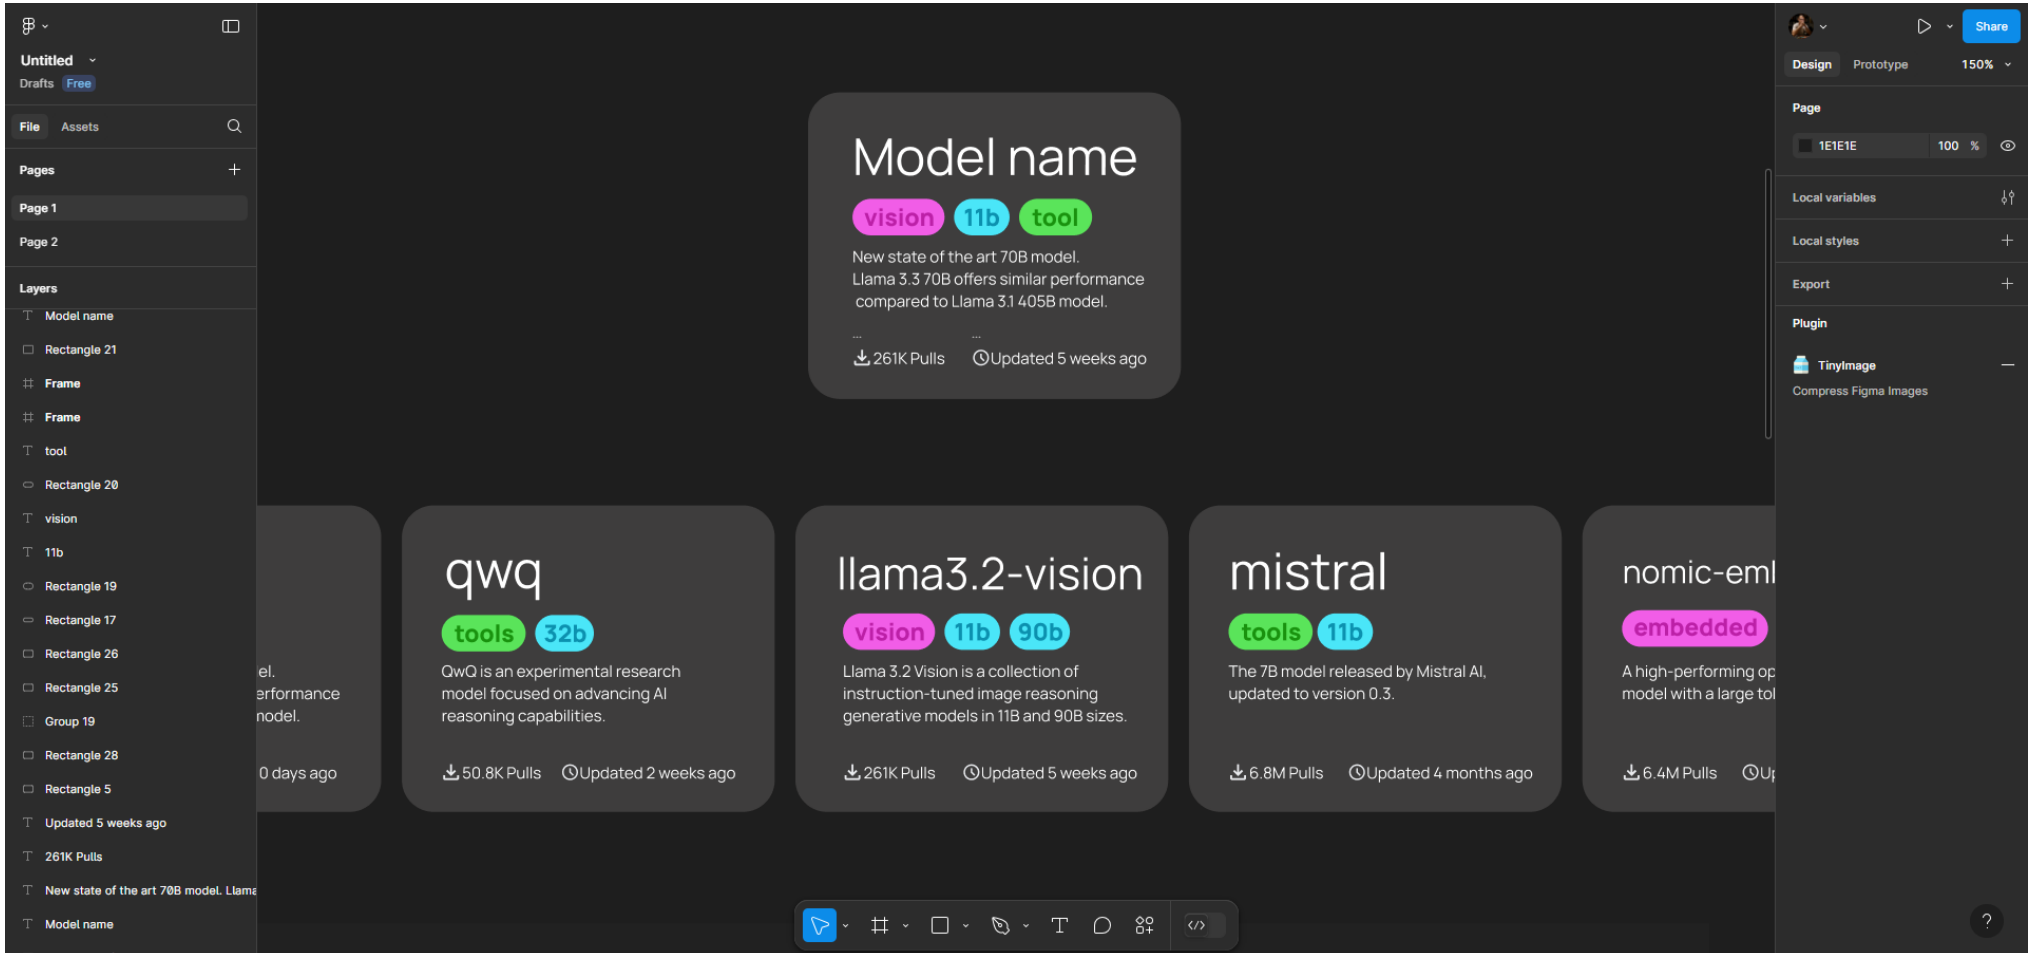 Untitled
Drafts Free
File Assets
Pages
Page 1
Page 2
Layers
Model name
Rectangle 21
Frame
Frame
tool
Rectangle 20
vision
11b
Rectangle 19
Rectangle 17
Rectangle 26
Rectangle 25
Group 19
Rectangle 28
Rectangle 5
Updated 5 weeks ago
261K Pulls
New state of the art 70B model. Llama
Model name
Model name
vision 11b tool
New state of the art 70B model.
Llama 3.3 70B offers similar performance
compared to Llama 3.1 405B model.
... ...
261K Pulls Updated 5 weeks ago
el.
erformance
nodel.
0 days ago
qwq
tools 32b
QwQ is an experimental research
model focused on advancing AI
reasoning capabilities.
50.8K Pulls Updated 2 weeks ago
llama3.2-vision
vision 11b 90b
Llama 3.2 Vision is a collection of
instruction-tuned image reasoning
generative models in 11B and 90B sizes.
261K Pulls Updated 5 weeks ago
mistral
tools 11b
The 7B model released by Mistral AI,
updated to version 0.3.
6.8M Pulls Updated 4 months ago
nomic-em
embedded
A high-performing op
model with a large to
6.4M Pulls U
Share
Design Prototype 150%
Page
1E1E1E 100 %
Local variables
Local styles
Export
Plugin
TinyImage
Compress Figma Images
?